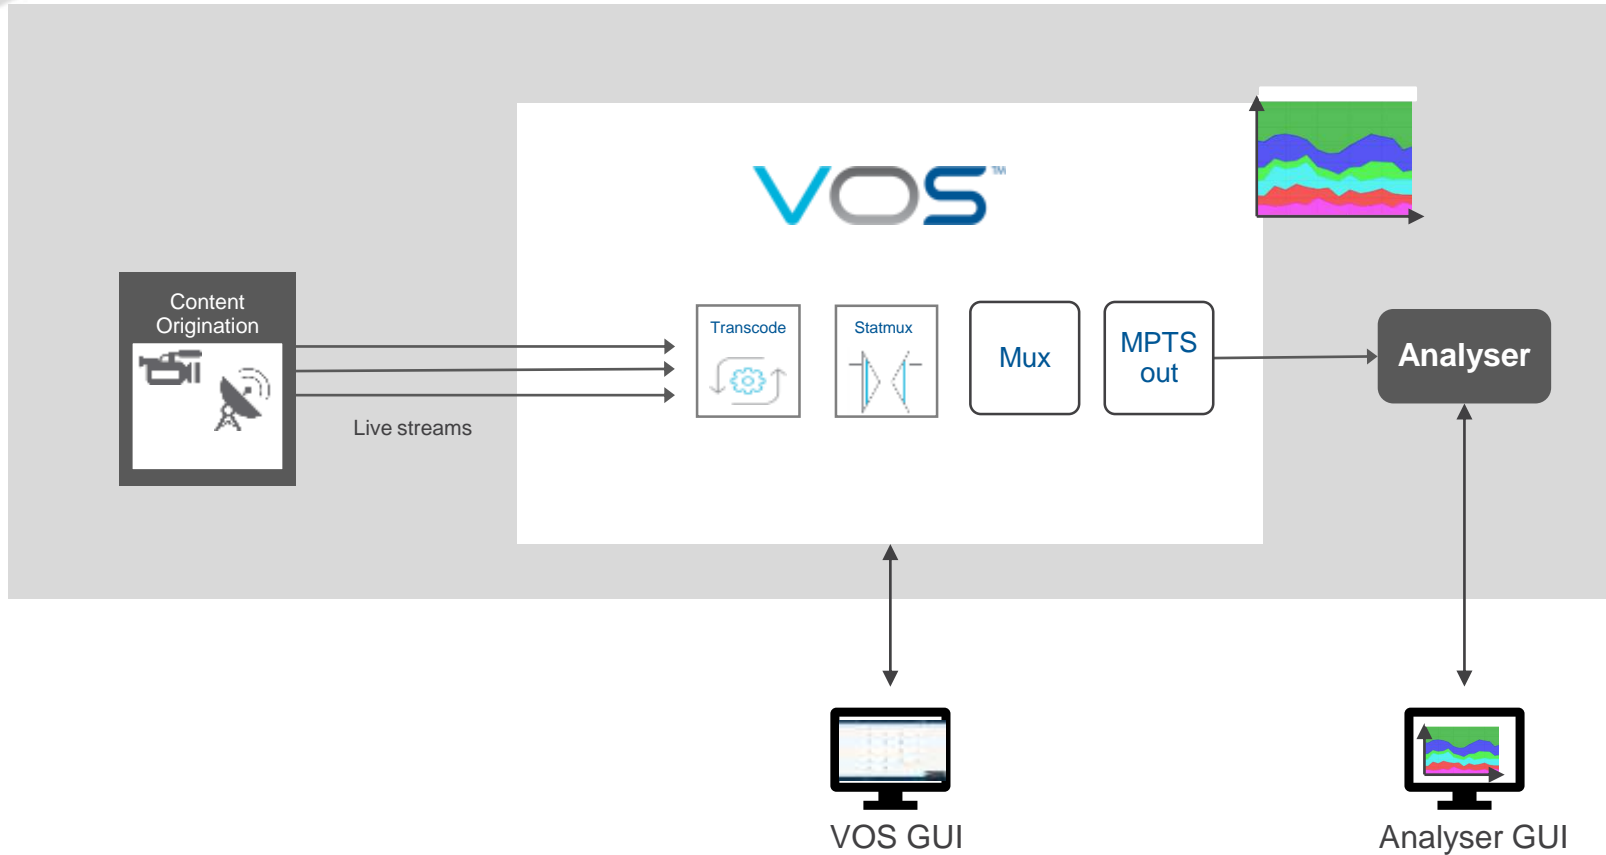 VOS™
Content
Origination
Live streams
Transcode
Statmux
Mux
MPTS
out
Analyser
VOS GUI
Analyser GUI